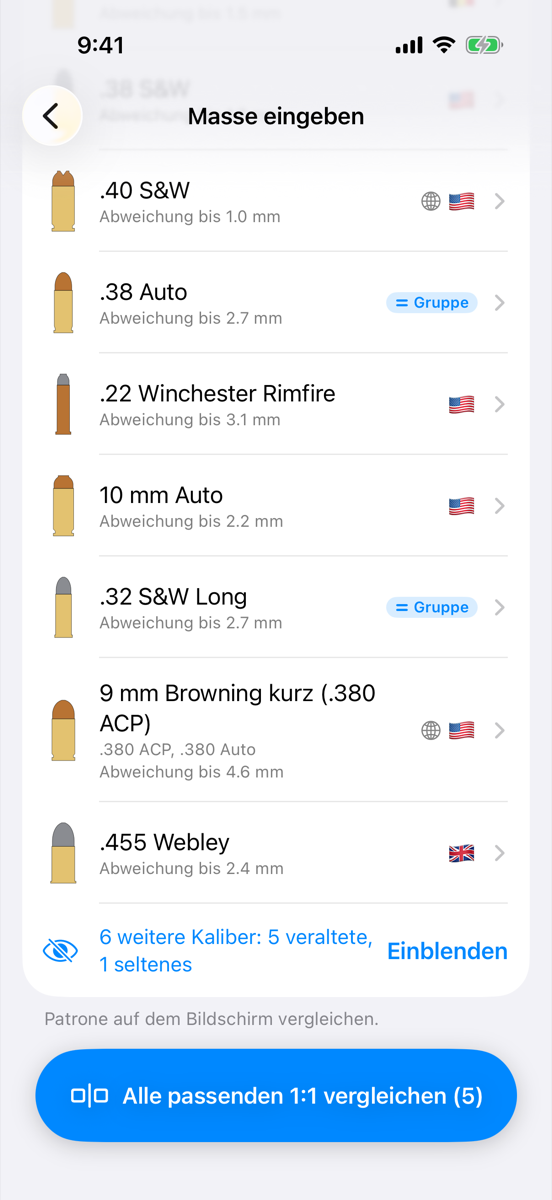 9:41
.38 S&W
Masse eingeben
.40 S&W
Abweichung bis 1.0 mm
.38 Auto
Abweichung bis 2.7 mm
= Gruppe
.22 Winchester Rimfire
Abweichung bis 3.1 mm
10 mm Auto
Abweichung bis 2.2 mm
.32 S&W Long
Abweichung bis 2.7 mm
= Gruppe
9 mm Browning kurz (.380
ACP)
.380 ACP, .380 Auto
Abweichung bis 4.6 mm
.455 Webley
Abweichung bis 2.4 mm
6 weitere Kaliber: 5 veraltete,
1 seltenes
Einblenden
Patrone auf dem Bildschirm vergleichen.
Alle passenden 1:1 vergleichen (5)